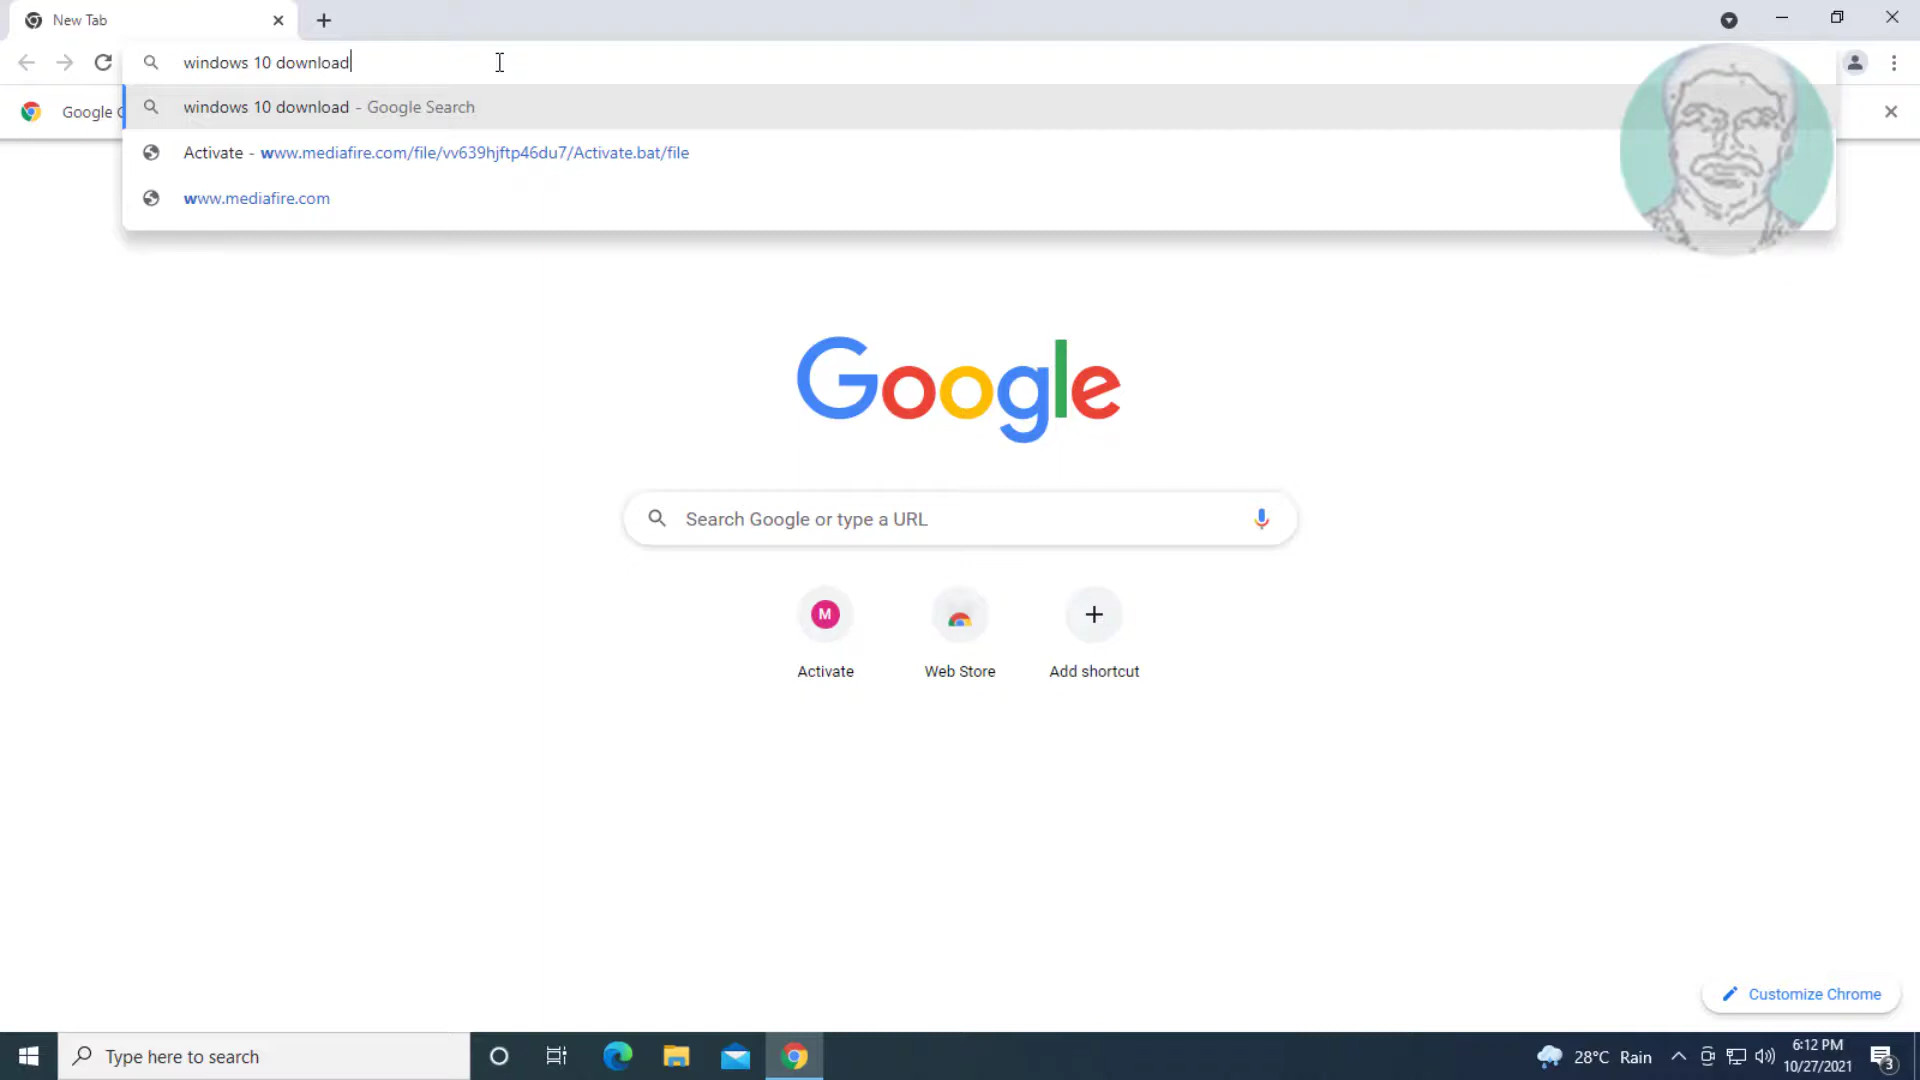 New Tab
windows 10 download
windows 10 download - Google Search
Google C
Activate - www.mediafire.com/file/vv639hjftp46du7/Activate.bat/file
www.mediafire.com
Google
Search Google or type a URL
M
Activate
Web Store
Add shortcut
Customize Chrome
Type here to search
28°C Rain
6:12 PM
10/27/2021
3